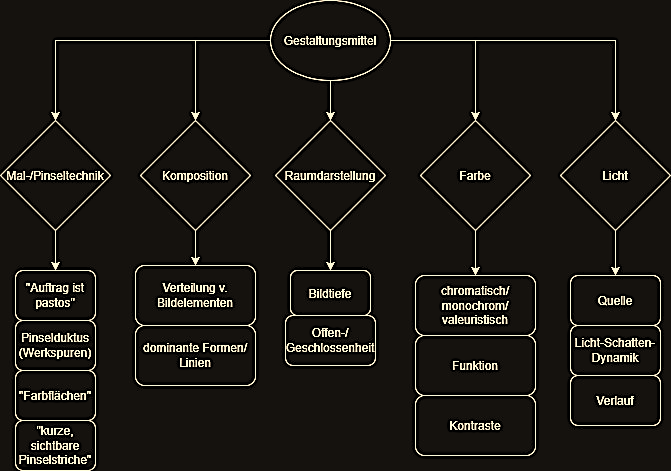 Gestaltungsmittel
Mal-/Pinseltechnik
Komposition
Raumdarstellung
Farbe
Licht
"Auftrag ist
pastos"
Pinselduktus
(Werkspuren)
"Farbflächen"
"kurze,
sichtbare
Pinselstriche"
Verteilung v.
Bildelementen
dominante Formen/
Linien
Bildtiefe
Offen-/
Geschlossenheit
chromatisch/
monochrom/
valeuristisch
Funktion
Kontraste
Quelle
Licht-Schatten-
Dynamik
Verlauf